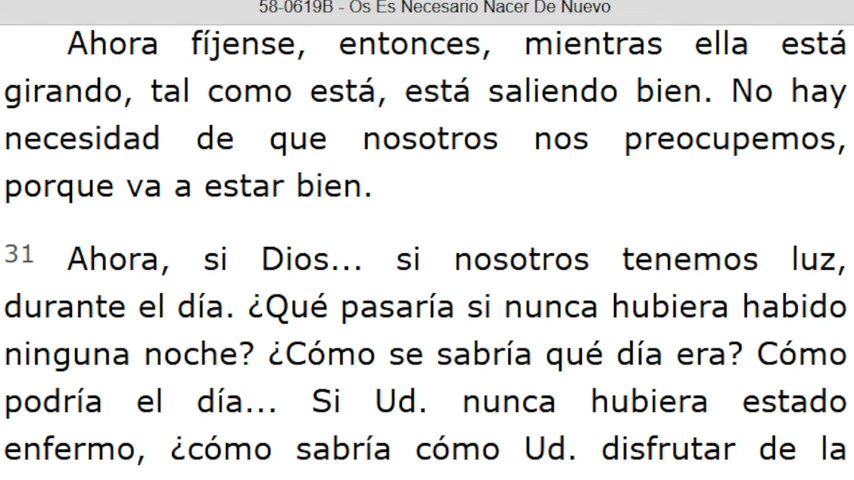 58-0619B - Os Es Necesario Nacer De Nuevo
Ahora fíjense, entonces, mientras ella está
girando, tal como está, está saliendo bien. No hay
necesidad de que nosotros nos preocupemos,
porque va a estar bien.
31 Ahora, si Dios... si nosotros tenemos luz,
durante el día. ¿Qué pasaría si nunca hubiera habido
ninguna noche? ¿Cómo se sabría qué día era? Cómo
podría el día... Si Ud. nunca hubiera estado
enfermo, ¿cómo sabría cómo Ud. disfrutar de la